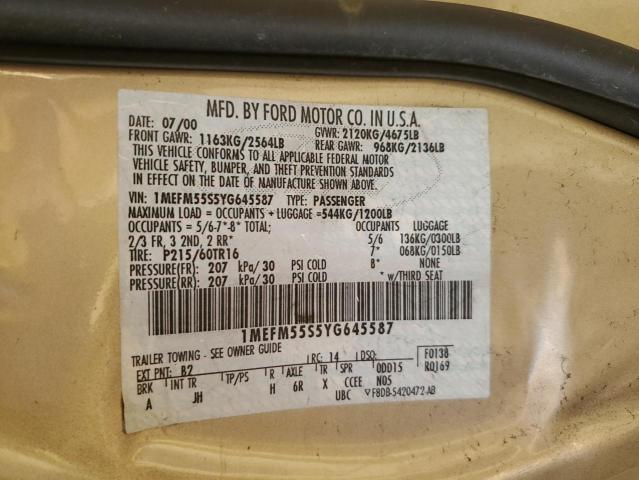 MFD. BY FORD MOTOR CO. IN U.S.A.
DATE: 07/00 GVWR: 2120KG/4675LB
FRONT GAWR: 1163KG/2564LB REAR GAWR: 968KG/2136LB
THIS VEHICLE CONFORMS TO ALL APPLICABLE FEDERAL MOTOR
VEHICLE SAFETY, BUMPER, AND THEFT PREVENTION STANDARDS
IN EFFECT ON THE DATE OF MANUFACTURE SHOWN ABOVE.
VIN: 1MEFM55S5YG645587 TYPE: PASSENGER
MAXIMUM LOAD = OCCUPANTS + LUGGAGE =544KG/1200LB
OCCUPANTS = 5/6-7*-8* TOTAL; OCCUPANTS LUGGAGE
2/3 FR, 3 2ND, 2 RR* 5/6 136KG/0300LB
TIRE: P215/60TR16 7* 068KG/0150LB
PRESSURE(FR) 207 kPa/30 PSI COLD 8* NONE
PRESSURE(RR) 207 kPa/30 PSI COLD * w/THIRD SEAT
1MEFM55S5YG645587
TRAILER TOWING - SEE OWNER GUIDE
EXT PNT: B2 RC: 14 DSO: F0138
BRK INT TR TP/PS R AXLE TR SPR 0DD15 R0169
A JH H 6R X CCEE N05
UBC F8DB-5420472-AB